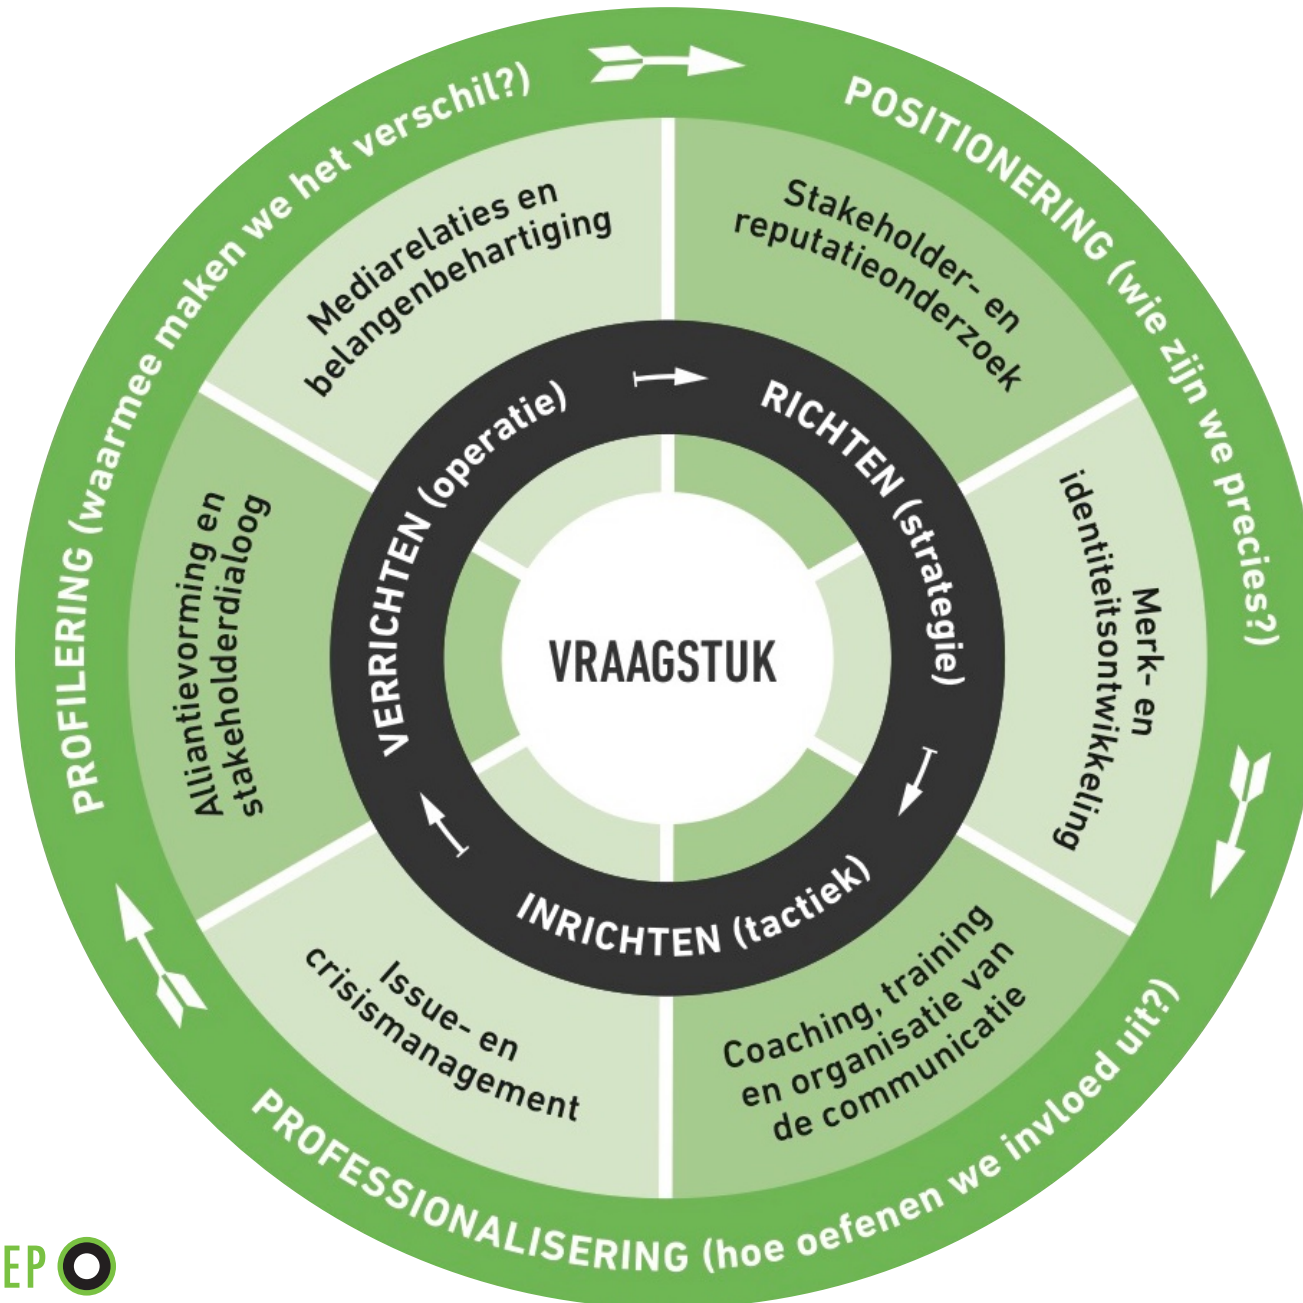 POSITIONERING (wie zijn we precies?)
PROFESSIONALISERING (hoe oefenen we invloed uit?)
PROFILERING (waarmee maken we het verschil?)
Stakeholder- en
reputatieonderzoek
Merk- en
identiteitsontwikkeling
Coaching, training
en organisatie van
de communicatie
Issue- en
crisismanagement
Alliantievorming en
stakeholderdialoog
Mediarelaties en
belangenbehartiging
RICHTEN (strategie)
INRICHTEN (tactiek)
VERRICHTEN (operatie)
VRAAGSTUK
EP